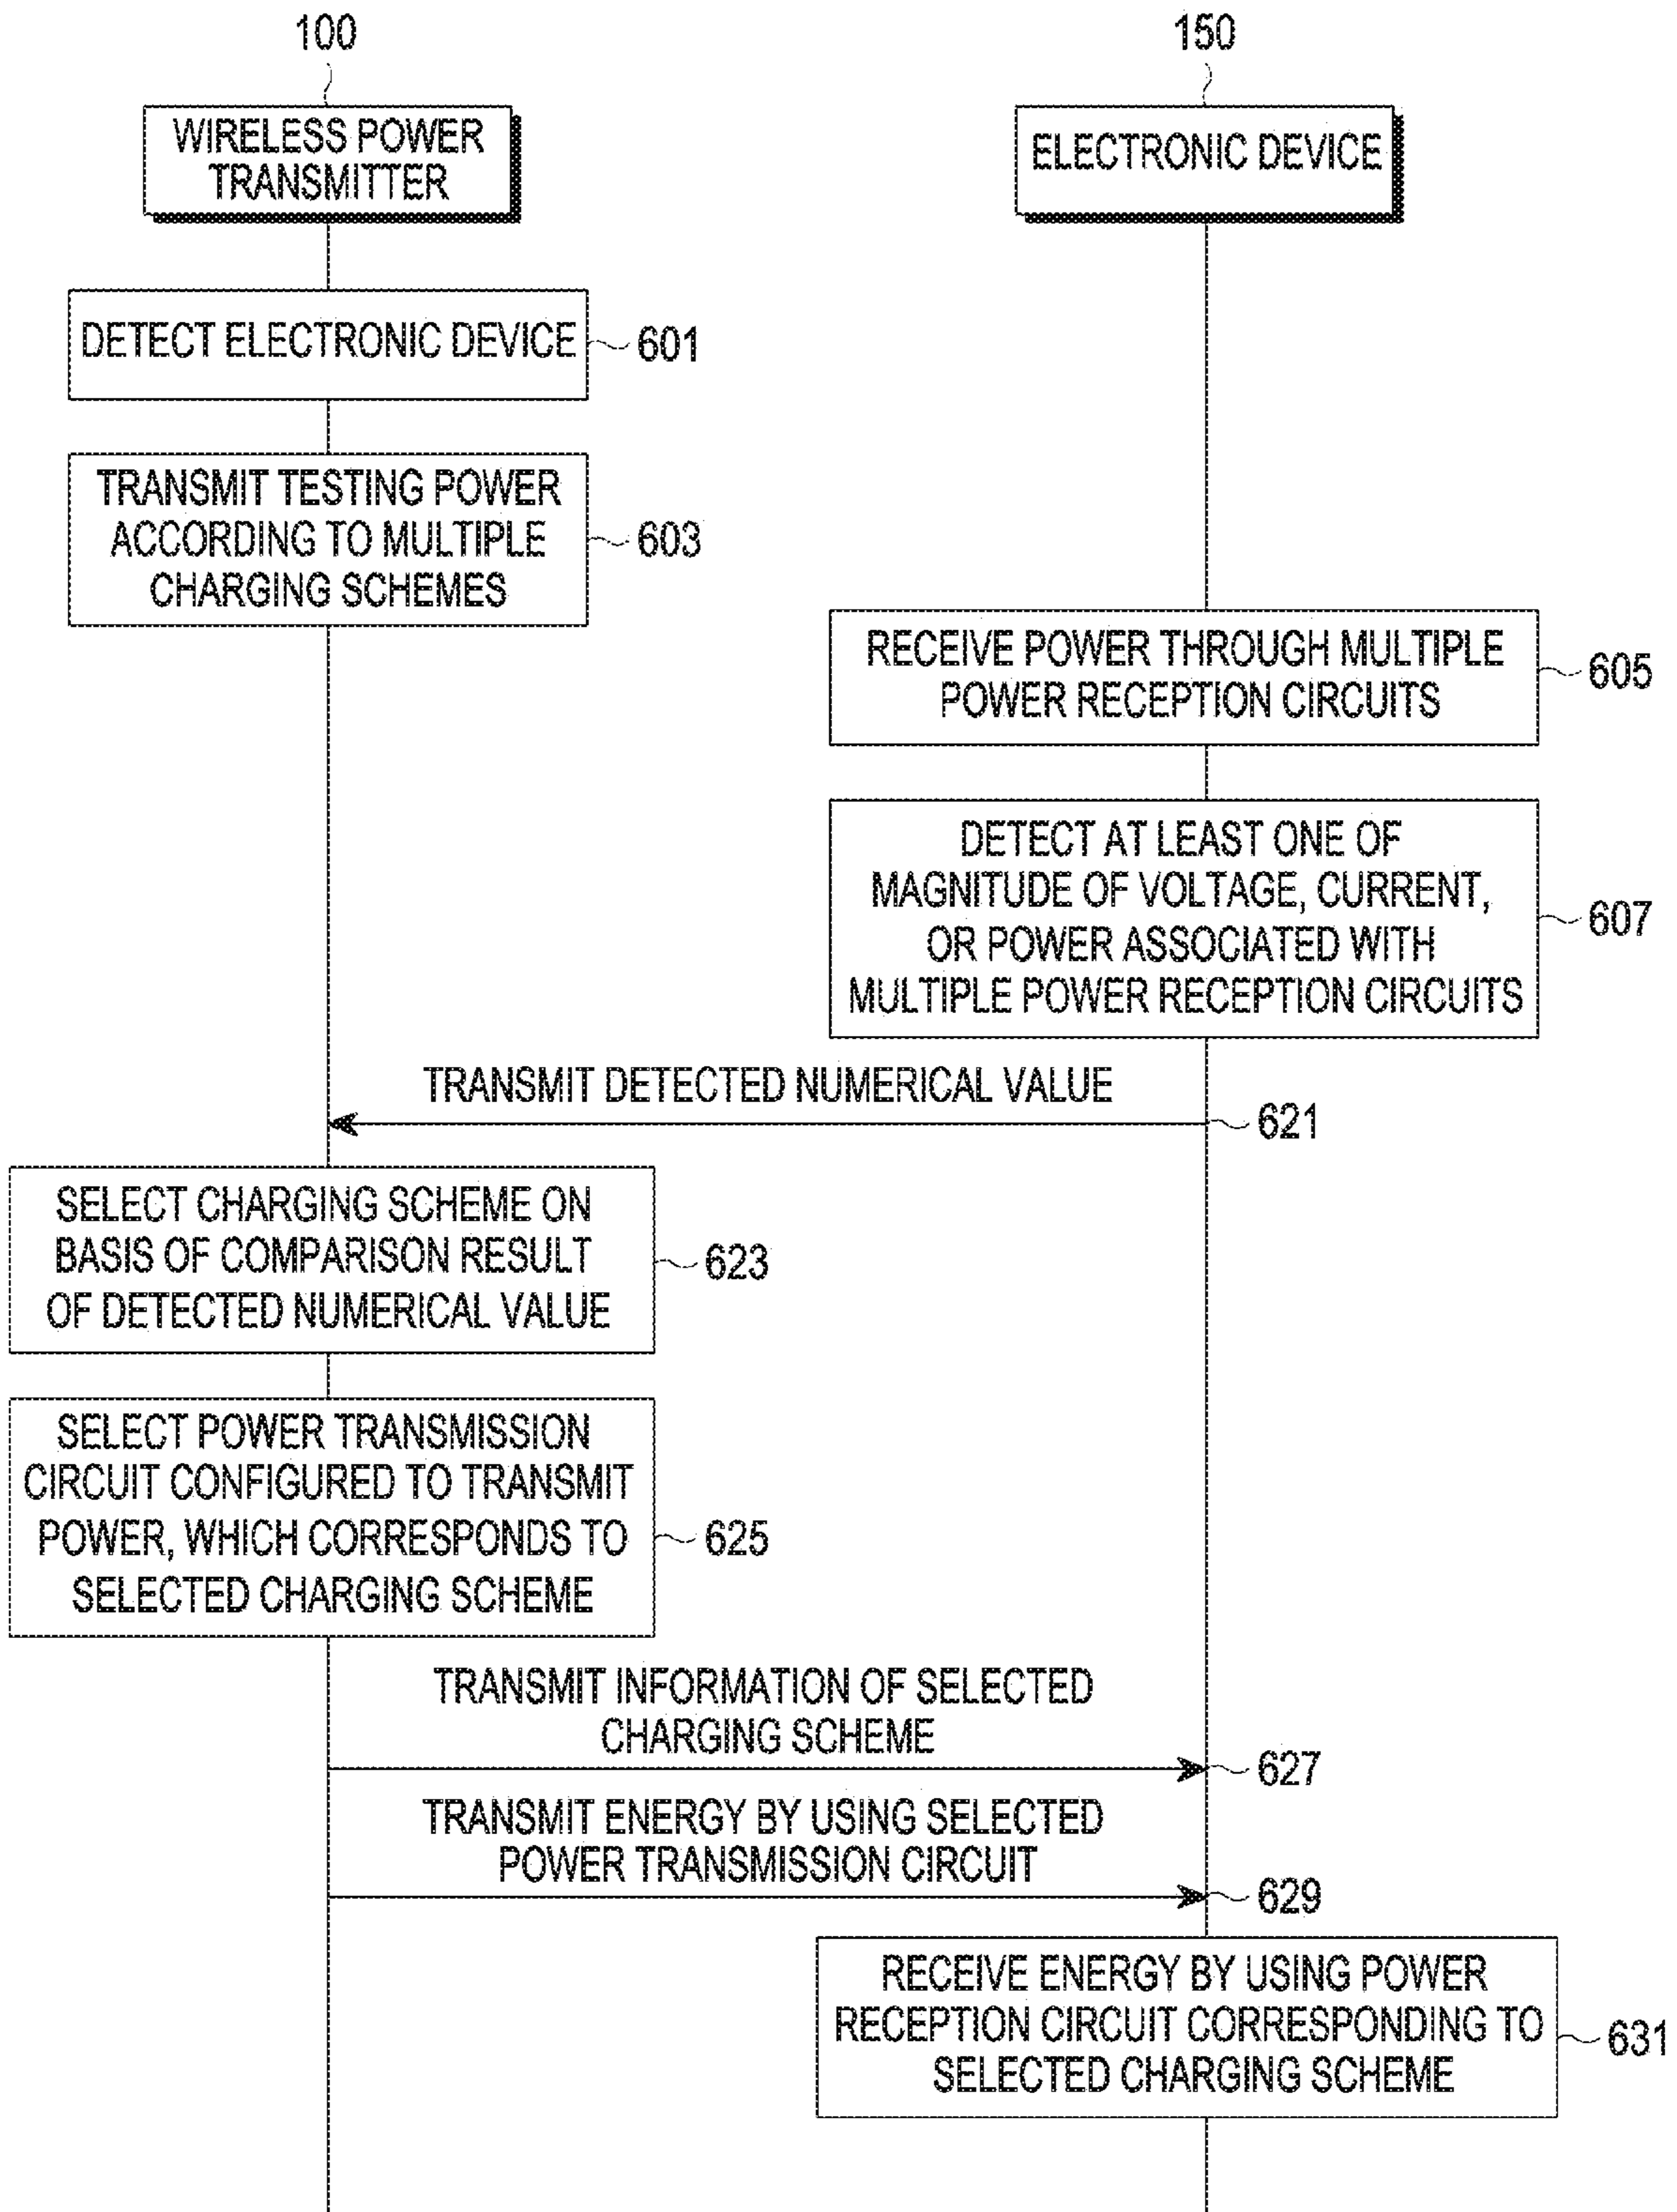 100
150
WIRELESS POWER
TRANSMITTER
ELECTRONIC DEVICE
DETECT ELECTRONIC DEVICE
601
TRANSMIT TESTING POWER
ACCORDING TO MULTIPLE
CHARGING SCHEMES
603
RECEIVE POWER THROUGH MULTIPLE
POWER RECEPTION CIRCUITS
605
DETECT AT LEAST ONE OF
MAGNITUDE OF VOLTAGE, CURRENT,
OR POWER ASSOCIATED WITH
MULTIPLE POWER RECEPTION CIRCUITS
607
TRANSMIT DETECTED NUMERICAL VALUE
621
SELECT CHARGING SCHEME ON
BASIS OF COMPARISON RESULT
OF DETECTED NUMERICAL VALUE
623
SELECT POWER TRANSMISSION
CIRCUIT CONFIGURED TO TRANSMIT
POWER, WHICH CORRESPONDS TO
SELECTED CHARGING SCHEME
625
TRANSMIT INFORMATION OF SELECTED
CHARGING SCHEME
627
TRANSMIT ENERGY BY USING SELECTED
POWER TRANSMISSION CIRCUIT
629
RECEIVE ENERGY BY USING POWER
RECEPTION CIRCUIT CORRESPONDING TO
SELECTED CHARGING SCHEME
631